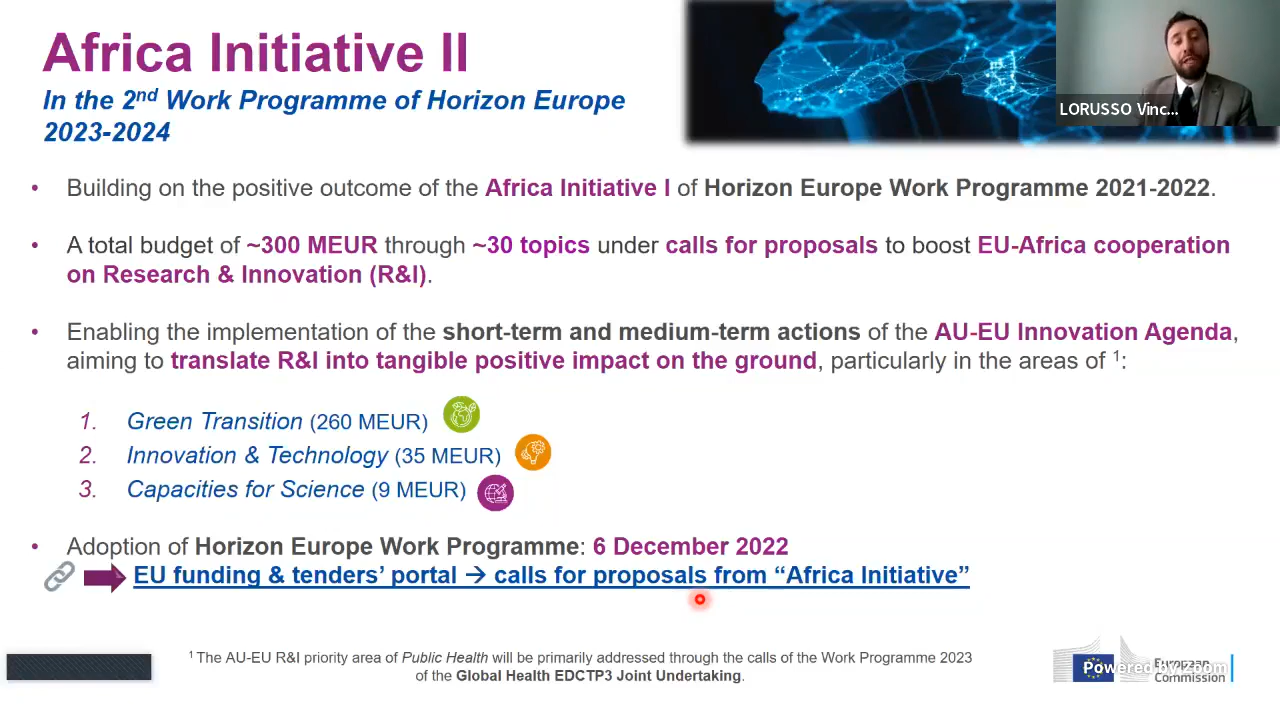 Africa Initiative II
In the 2nd Work Programme of Horizon Europe
2023-2024
LORUSSO Vinc...
• Building on the positive outcome of the Africa Initiative I of Horizon Europe Work Programme 2021-2022.
• A total budget of ~300 MEUR through ~30 topics under calls for proposals to boost EU-Africa cooperation
on Research & Innovation (R&I).
• Enabling the implementation of the short-term and medium-term actions of the AU-EU Innovation Agenda,
aiming to translate R&I into tangible positive impact on the ground, particularly in the areas of 1:
1. Green Transition (260 MEUR)
2. Innovation & Technology (35 MEUR)
3. Capacities for Science (9 MEUR)
• Adoption of Horizon Europe Work Programme: 6 December 2022
EU funding & tenders’ portal → calls for proposals from “Africa Initiative”
1 The AU-EU R&I priority area of Public Health will be primarily addressed through the calls of the Work Programme 2023
of the Global Health EDCTP3 Joint Undertaking.
European
Commission
Powered by zoom